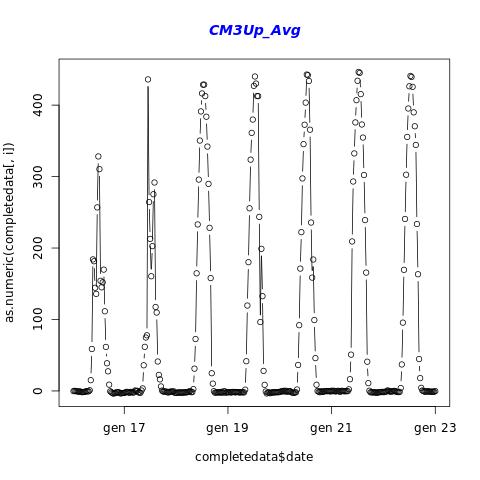 CM3Up_Avg
as.numeric(completedata[, i])
400
300
200
100
0
gen 17
gen 19
gen 21
gen 23
completedata$date